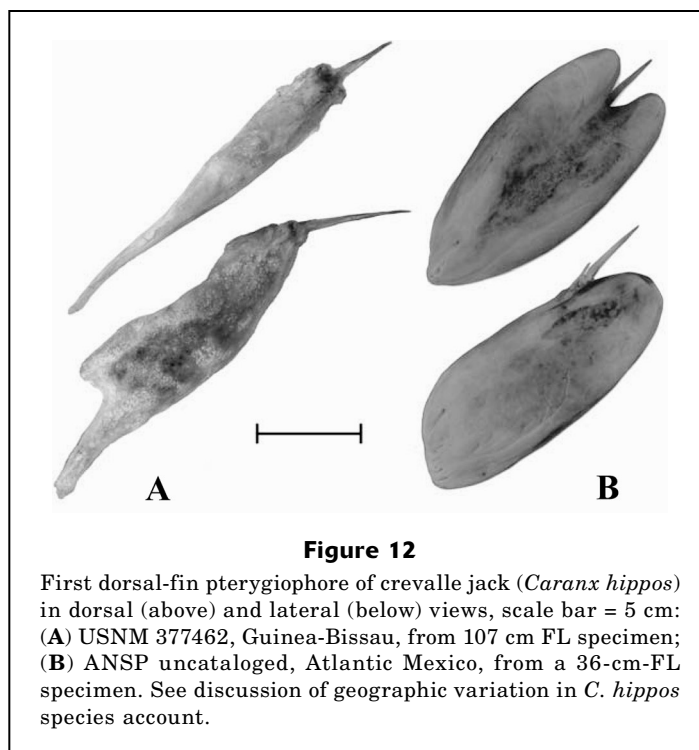 A
B
Figure 12
First dorsal-fin pterygiophore of crevalle jack (Caranx hippos)
in dorsal (above) and lateral (below) views, scale bar = 5 cm:
(A) USNM 377462, Guinea-Bissau, from 107 cm FL specimen;
(B) ANSP uncataloged, Atlantic Mexico, from a 36-cm-FL
specimen. See discussion of geographic variation in C. hippos
species account.